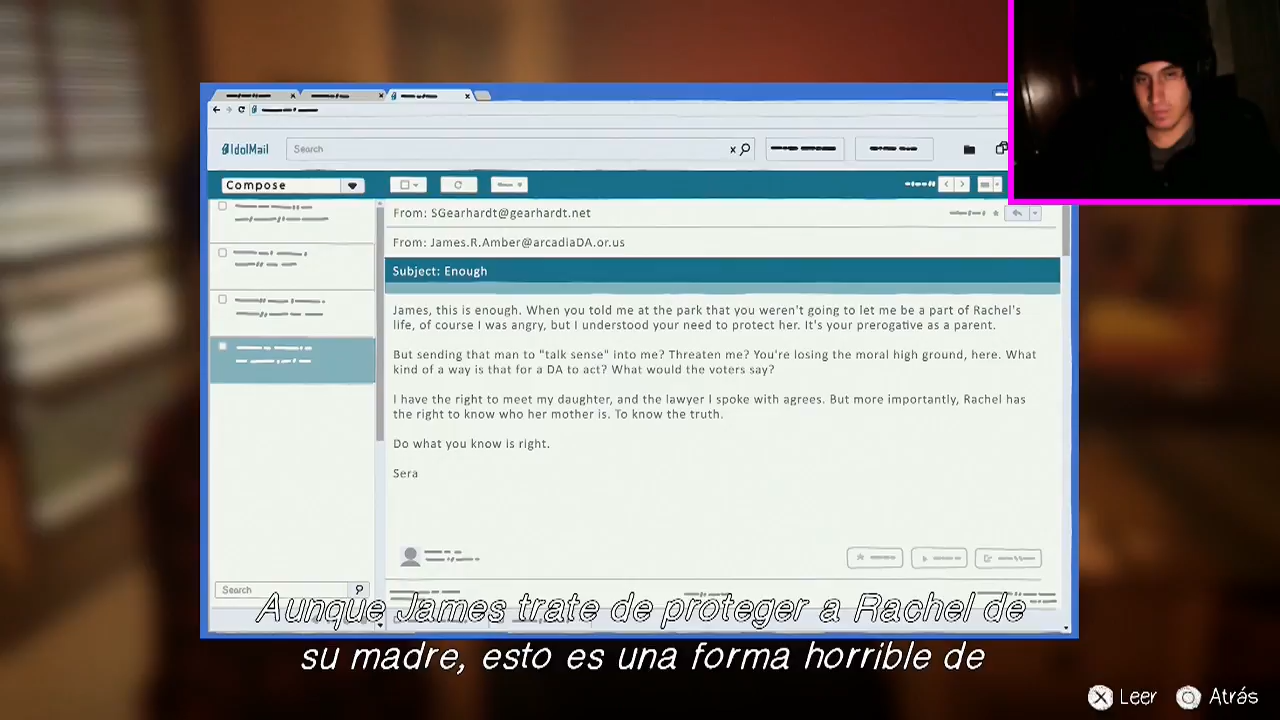 IdolMail
Search
x
Compose
From: SGearhardt@gearhardt.net
From: James.R.Amber@arcadiaDA.or.us
Subject: Enough
James, this is enough. When you told me at the park that you weren't going to let me be a part of Rachel's
life, of course I was angry, but I understood your need to protect her. It's your prerogative as a parent.
But sending that man to "talk sense" into me? Threaten me? You're losing the moral high ground, here. What
kind of a way is that for a DA to act? What would the voters say?
I have the right to meet my daughter, and the lawyer I spoke with agrees. But more importantly, Rachel has
the right to know who her mother is. To know the truth.
Do what you know is right.
Sera
Search
Aunque James trate de proteger a Rachel de
su madre, esto es una forma horrible de
Leer
Atrás